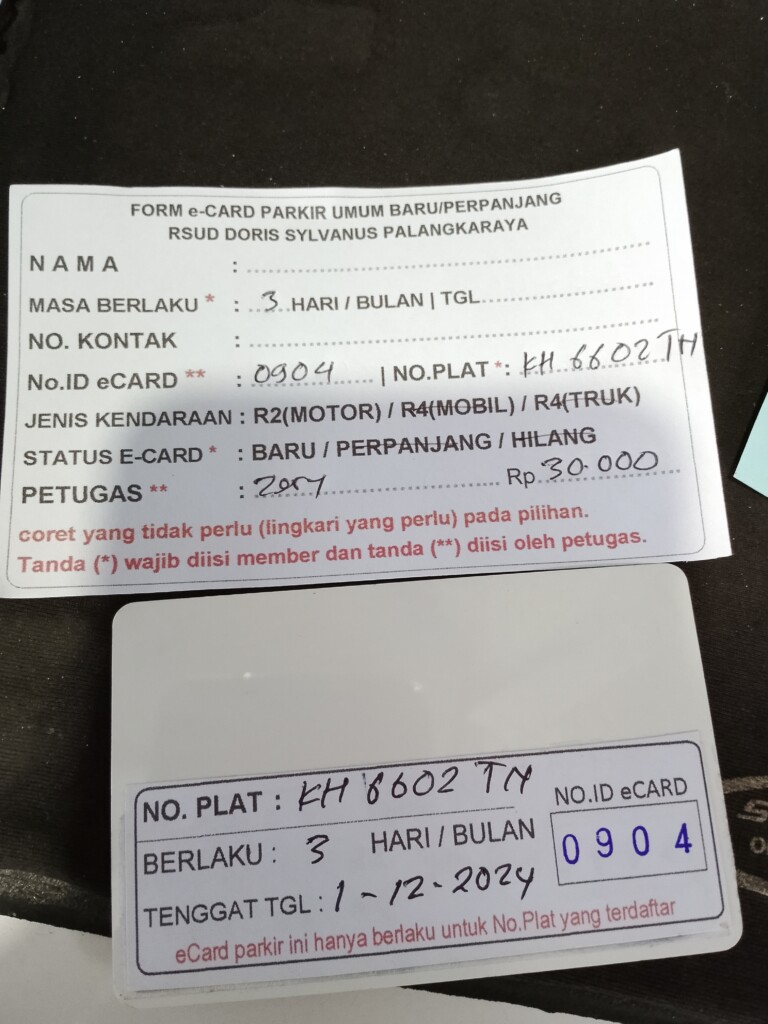 FORM e-CARD PARKIR UMUM BARU/PERPANJANG
RSUD DORIS SYLVANUS PALANGKARAYA
N A M A :
MASA BERLAKU * : 3 HARI / BULAN | TGL
NO. KONTAK :
No.ID eCARD ** : 0904 | NO.PLAT *: KH 6602 TH
JENIS KENDARAAN : R2(MOTOR) / R4(MOBIL) / R4(TRUK)
STATUS E-CARD * : BARU / PERPANJANG / HILANG
PETUGAS ** : Rp. 30.000
coret yang tidak perlu (lingkari yang perlu) pada pilihan.
Tanda (*) wajib diisi member dan tanda (**) diisi oleh petugas.
NO. PLAT : KH 6602 TH
NO.ID eCARD
BERLAKU : 3 HARI / BULAN
0904
TENGGAT TGL : 1-12-2024
eCard parkir ini hanya berlaku untuk No.Plat yang terdaftar